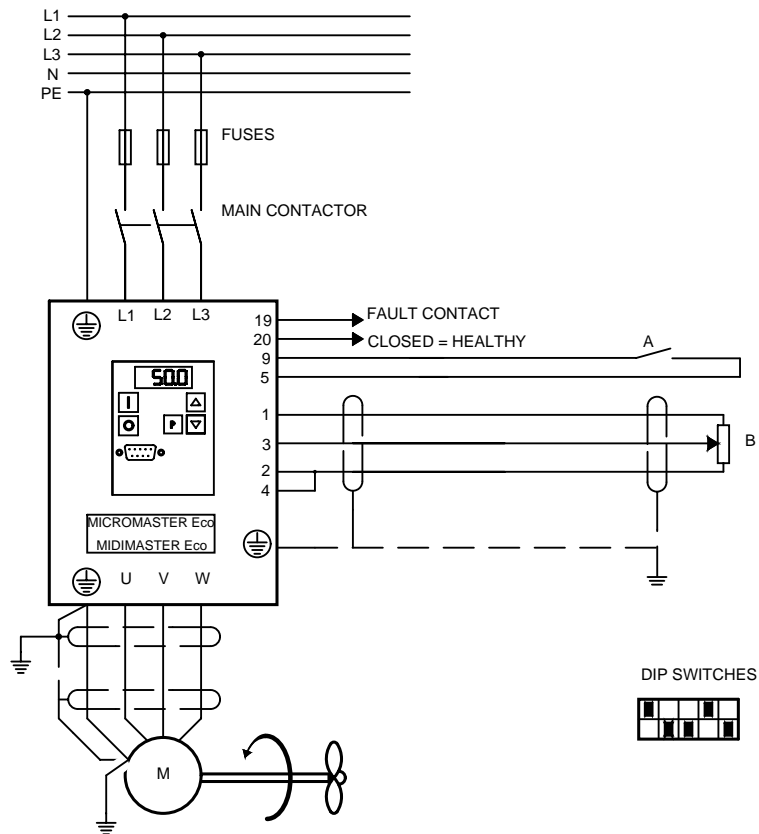 L1
L2
L3
N
PE
FUSES
MAIN CONTACTOR
L1 L2 L3
19 FAULT CONTACT
20 CLOSED = HEALTHY
9 A
5
50.0
I
O P
1
3 B
2
4
MICROMASTER Eco
MIDIMASTER Eco
U V W
DIP SWITCHES
M